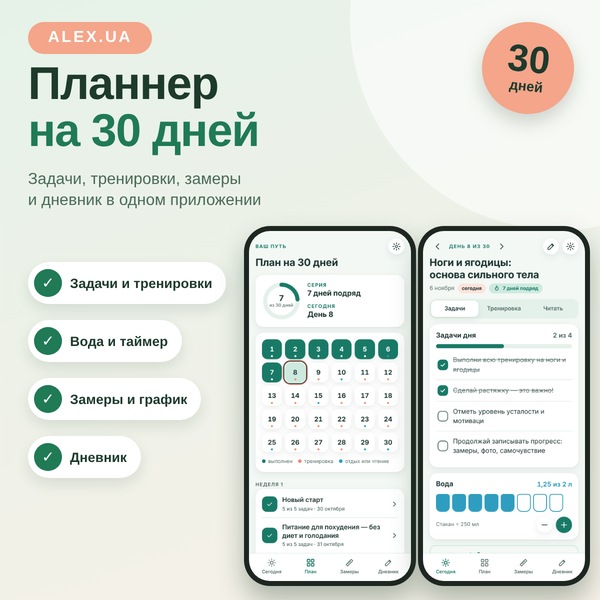 ALEX.UA
Планнер
на 30 дней
Задачи, тренировки, замеры
и дневник в одном приложении
30
дней
✓ Задачи и тренировки
✓ Вода и таймер
✓ Замеры и график
✓ Дневник
ВАШ ПУТЬ
План на 30 дней
7
из 30 дней
СЕРИЯ
7 дней подряд
СЕГОДНЯ
День 8
1 2 3 4 5 6
7 8 9 10 11 12
13 14 15 16 17 18
19 20 21 22 23 24
25 26 27 28 29 30
выполнен тренировка отдых или чтение
НЕДЕЛЯ 1
Новый старт
5 из 5 задач · 30 октября
Питание для похудения — без
диет и голодания
5 из 5 задач · 31 октября
Сегодня План Замеры Дневник
ДЕНЬ 8 ИЗ 30
Ноги и ягодицы:
основа сильного тела
6 ноября сегодня 7 дней подряд
Задачи Тренировка Читать
Задачи дня 2 из 4
Выполни всю тренировку на ноги и
ягодицы
Сделай растяжку — это важно!
Отметь уровень усталости и
мотивации
Продолжай записывать прогресс:
замеры, фото, самочувствие
Вода 1,25 из 2 л
Стакан = 250 мл
Сегодня План Замеры Дневник